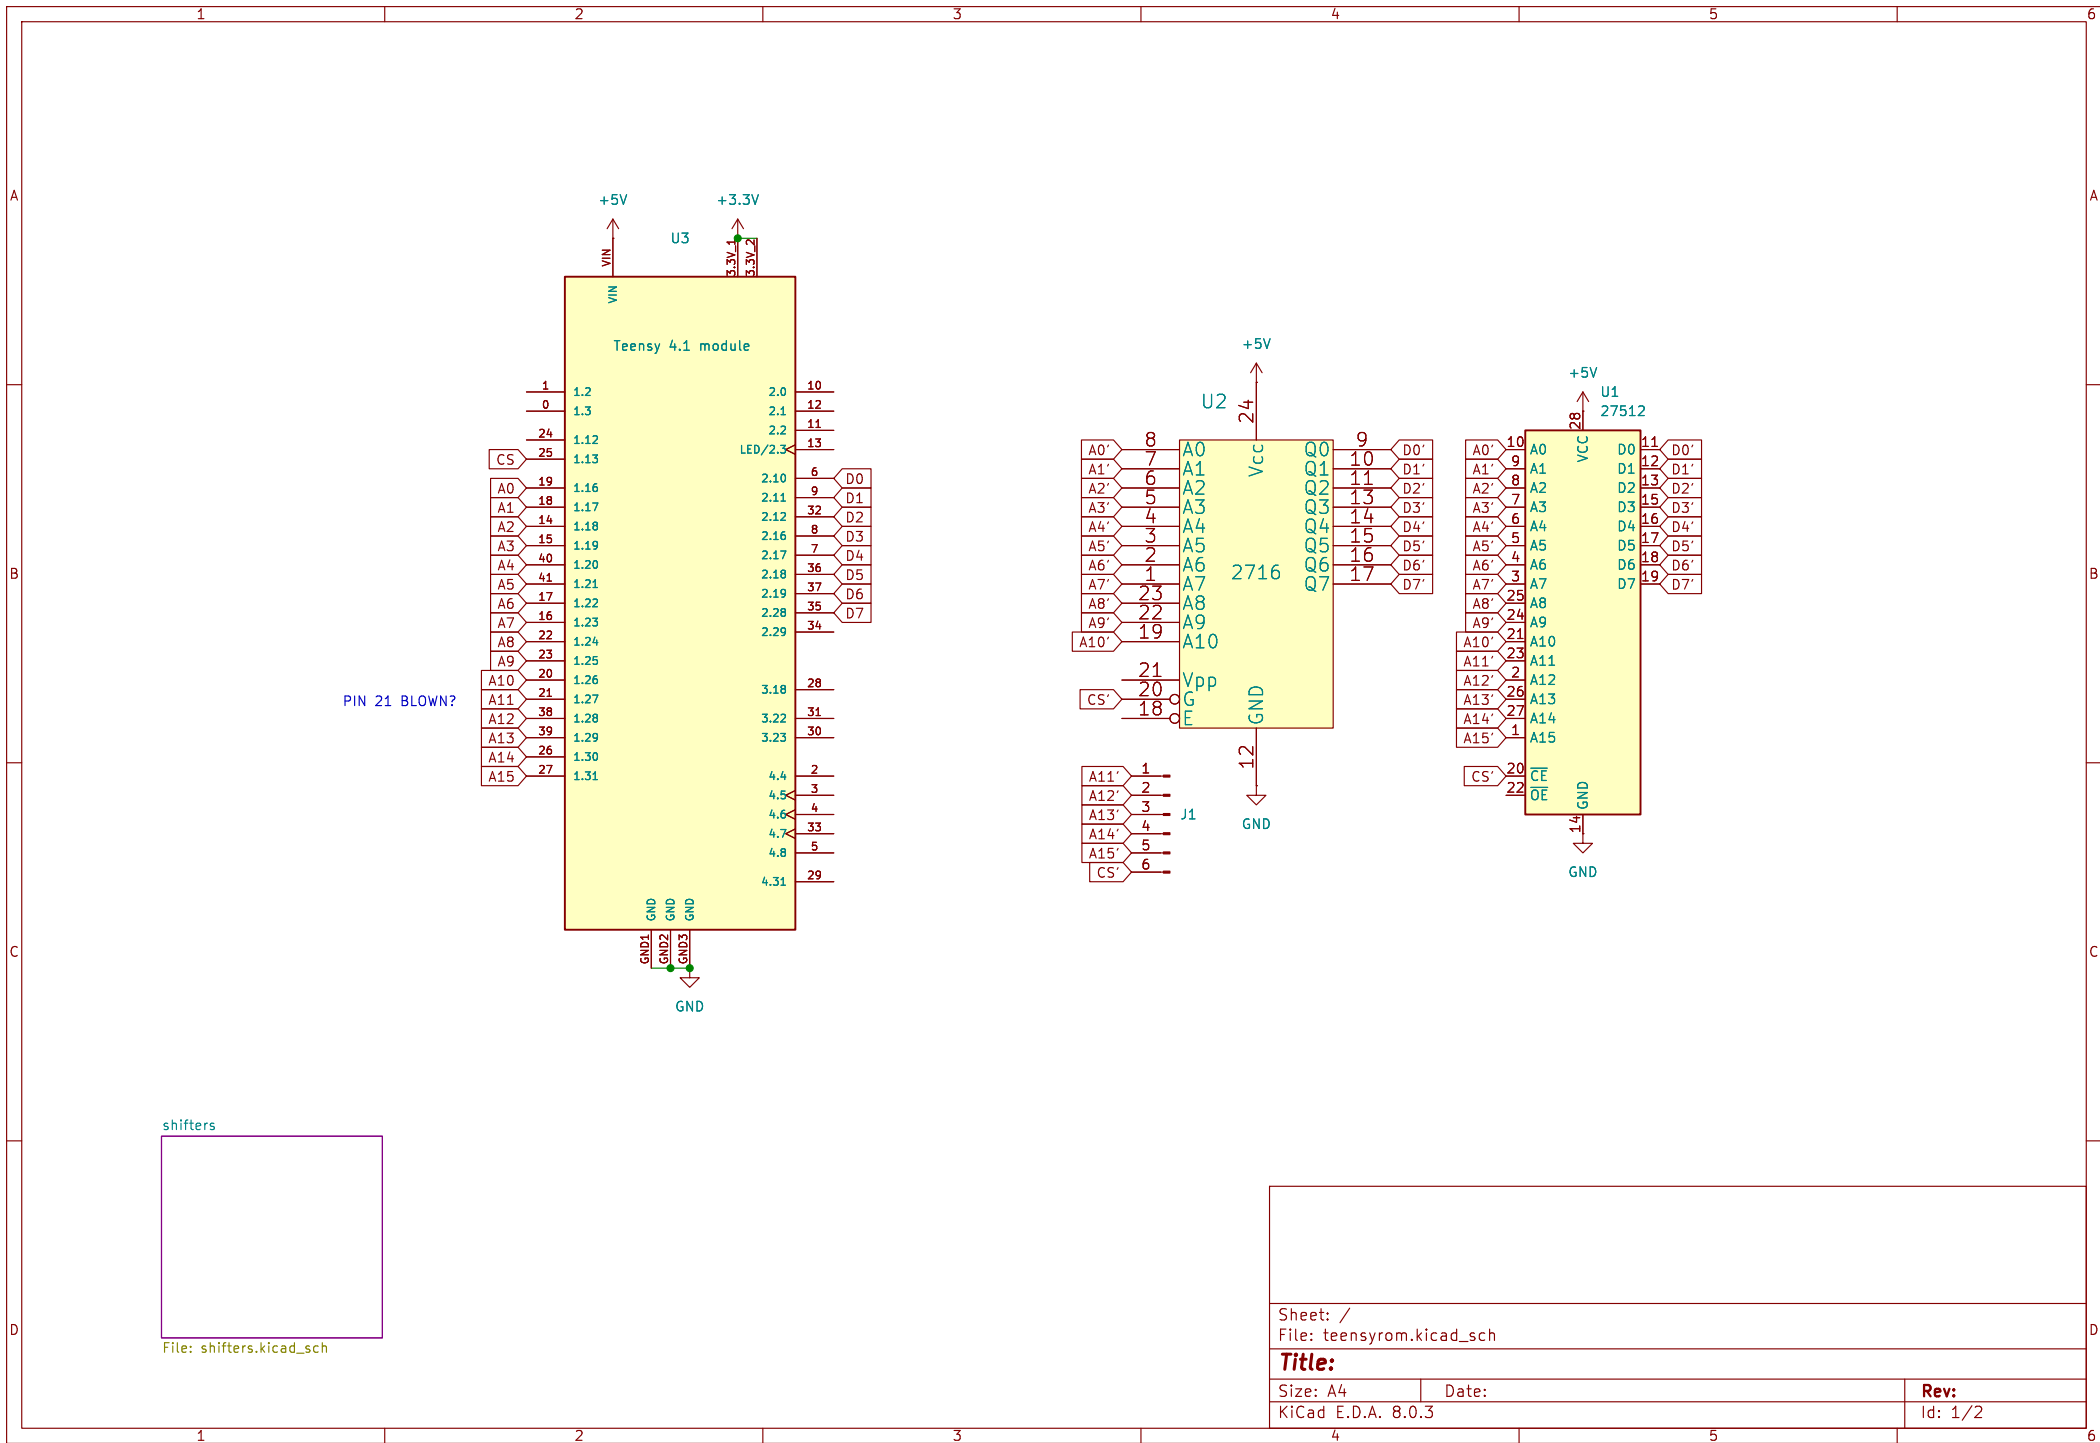 1 2 3 4 5 6
A A
B B
C C
D D
+5V
+3.3V
U3
VIN
3.3V_1
3.3V_2
VIN
Teensy 4.1 module
1 1.2
0 1.3
24 1.12
CS 25 1.13
A0 19 1.16
A1 18 1.17
A2 14 1.18
A3 15 1.19
A4 40 1.20
A5 41 1.21
A6 17 1.22
A7 16 1.23
A8 22 1.24
A9 23 1.25
A10 20 1.26
A11 21 1.27
A12 38 1.28
A13 39 1.29
A14 26 1.30
A15 27 1.31
PIN 21 BLOWN?
2.0 10
2.1 12
2.2 11
LED/2.3 13
2.10 6 D0
2.11 9 D1
2.12 32 D2
2.16 8 D3
2.17 7 D4
2.18 36 D5
2.19 37 D6
2.28 35 D7
2.29 34
3.18 28
3.22 31
3.23 30
4.4 2
4.5 3
4.6 4
4.7 33
4.8 5
4.31 29
GND GND GND
GND1 GND2 GND3
GND
+5V
U2
24
Vcc
A0' 8 A0
A1' 7 A1
A2' 6 A2
A3' 5 A3
A4' 4 A4
A5' 3 A5
A6' 2 A6
A7' 1 A7
A8' 23 A8
A9' 22 A9
A10' 19 A10
21 Vpp
CS' 20 G
18 E
2716
Q0 9 D0'
Q1 10 D1'
Q2 11 D2'
Q3 13 D3'
Q4 14 D4'
Q5 15 D5'
Q6 16 D6'
Q7 17 D7'
GND
12
GND
A11' 1
A12' 2
A13' 3
A14' 4
A15' 5
CS' 6
J1
+5V
U1
27512
28
VCC
A0' 10 A0
A1' 9 A1
A2' 8 A2
A3' 7 A3
A4' 6 A4
A5' 5 A5
A6' 4 A6
A7' 3 A7
A8' 25 A8
A9' 24 A9
A10' 21 A10
A11' 23 A11
A12' 2 A12
A13' 26 A13
A14' 27 A14
A15' 1 A15
CS' 20 CE
22 OE
D0 11 D0'
D1 12 D1'
D2 13 D2'
D3 15 D3'
D4 16 D4'
D5 17 D5'
D6 18 D6'
D7 19 D7'
GND
14
GND
shifters
File: shifters.kicad_sch
Sheet: /
File: teensyrom.kicad_sch
Title:
Size: A4 Date: Rev:
KiCad E.D.A. 8.0.3 Id: 1/2
1 2 3 4 5 6